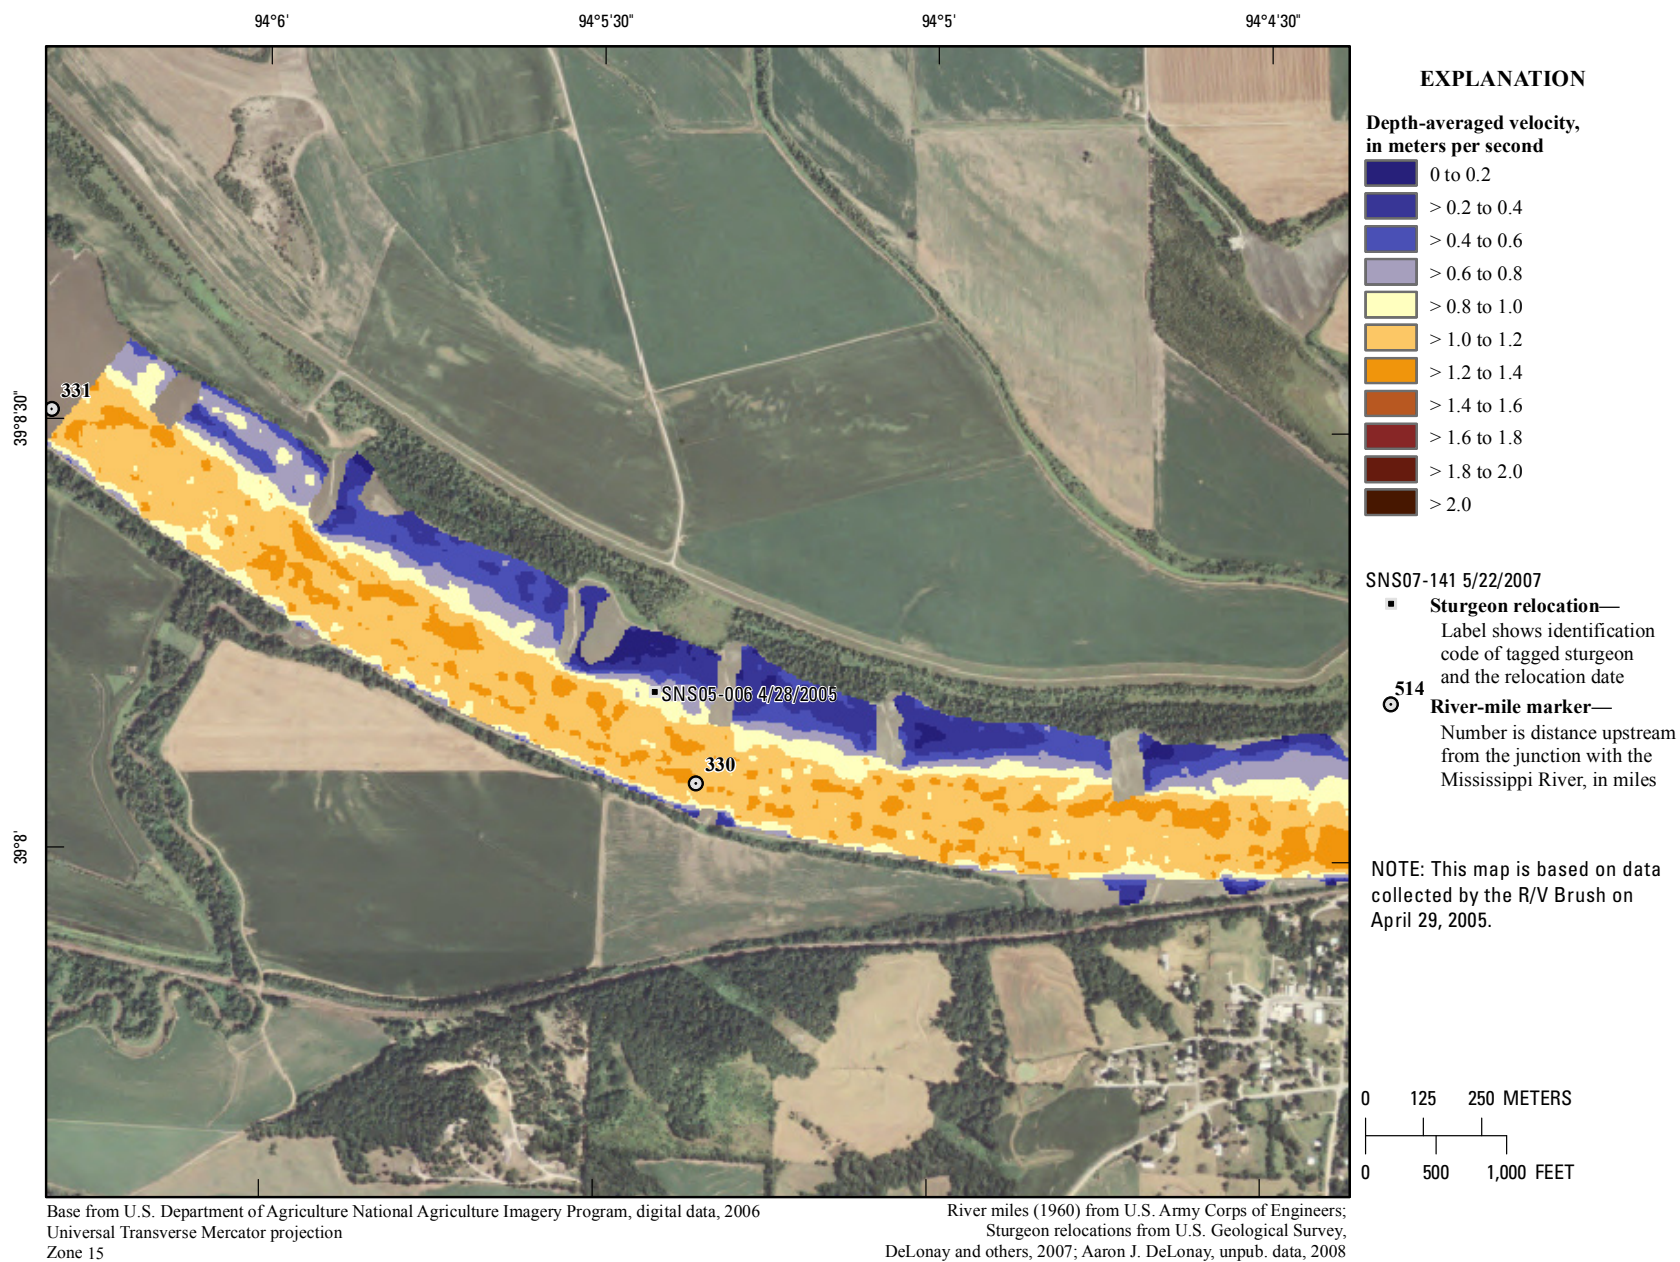 94°6'
94°5'30"
94°5'
94°4'30"
39°8'30"
39°8'
331
SNS05-006 4/28/2005
330
EXPLANATION
Depth-averaged velocity,
in meters per second
0 to 0.2
> 0.2 to 0.4
> 0.4 to 0.6
> 0.6 to 0.8
> 0.8 to 1.0
> 1.0 to 1.2
> 1.2 to 1.4
> 1.4 to 1.6
> 1.6 to 1.8
> 1.8 to 2.0
> 2.0
SNS07-141 5/22/2007
Sturgeon relocation—
Label shows identification
code of tagged sturgeon
and the relocation date
514
River-mile marker—
Number is distance upstream
from the junction with the
Mississippi River, in miles
NOTE: This map is based on data
collected by the R/V Brush on
April 29, 2005.
0 125 250 METERS
0 500 1,000 FEET
Base from U.S. Department of Agriculture National Agriculture Imagery Program, digital data, 2006
Universal Transverse Mercator projection
Zone 15
River miles (1960) from U.S. Army Corps of Engineers;
Sturgeon relocations from U.S. Geological Survey,
DeLonay and others, 2007; Aaron J. DeLonay, unpub. data, 2008